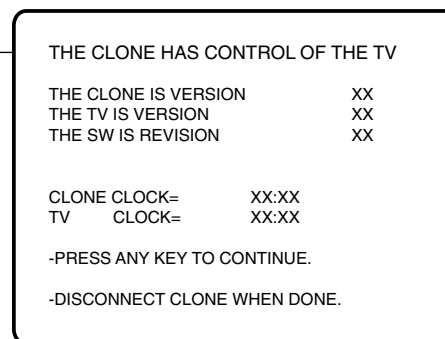 THE CLONE HAS CONTROL OF THE TV
THE CLONE IS VERSION XX
THE TV IS VERSION XX
THE SW IS REVISION XX
CLONE CLOCK= XX:XX
TV CLOCK= XX:XX
-PRESS ANY KEY TO CONTINUE.
-DISCONNECT CLONE WHEN DONE.